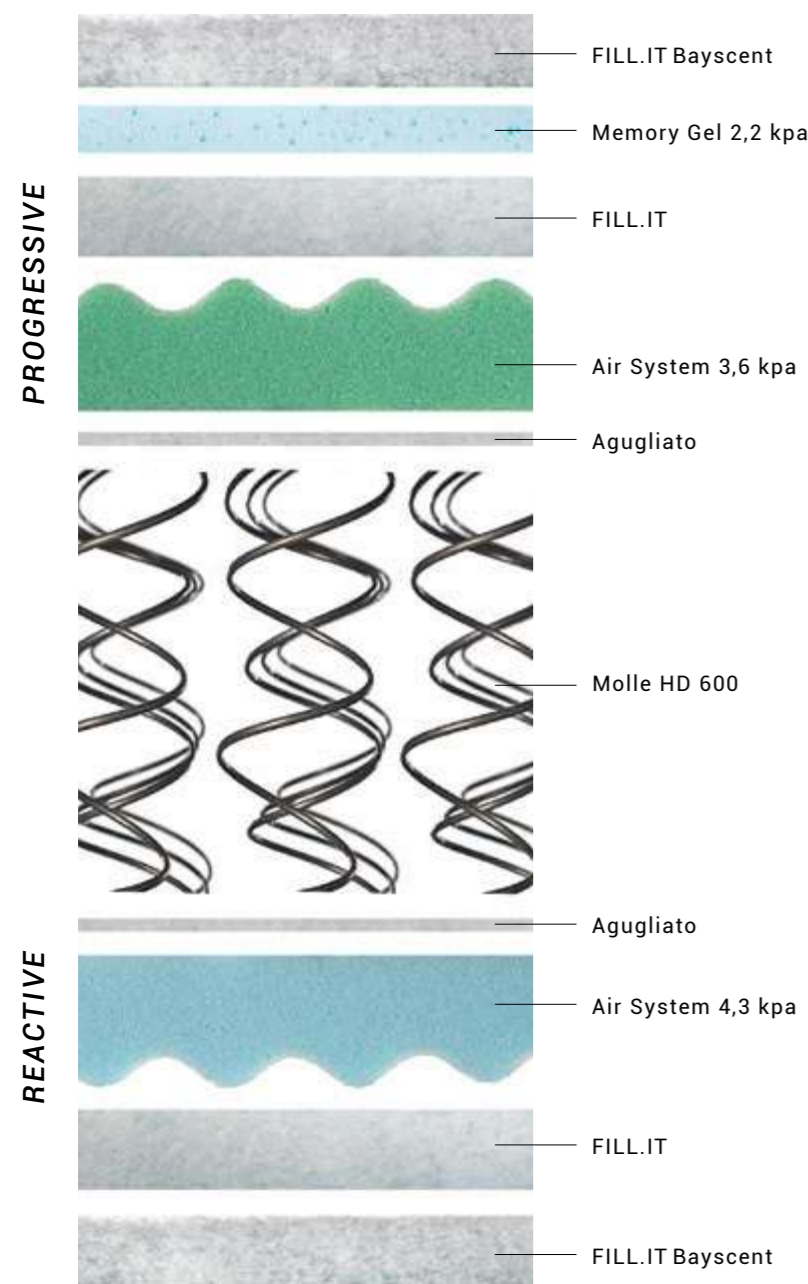 PROGRESSIVE
FILL.IT Bayscent
Memory Gel 2,2 kpa
FILL.IT
Air System 3,6 kpa
Agugliato
Molle HD 600
REACTIVE
Agugliato
Air System 4,3 kpa
FILL.IT
FILL.IT Bayscent